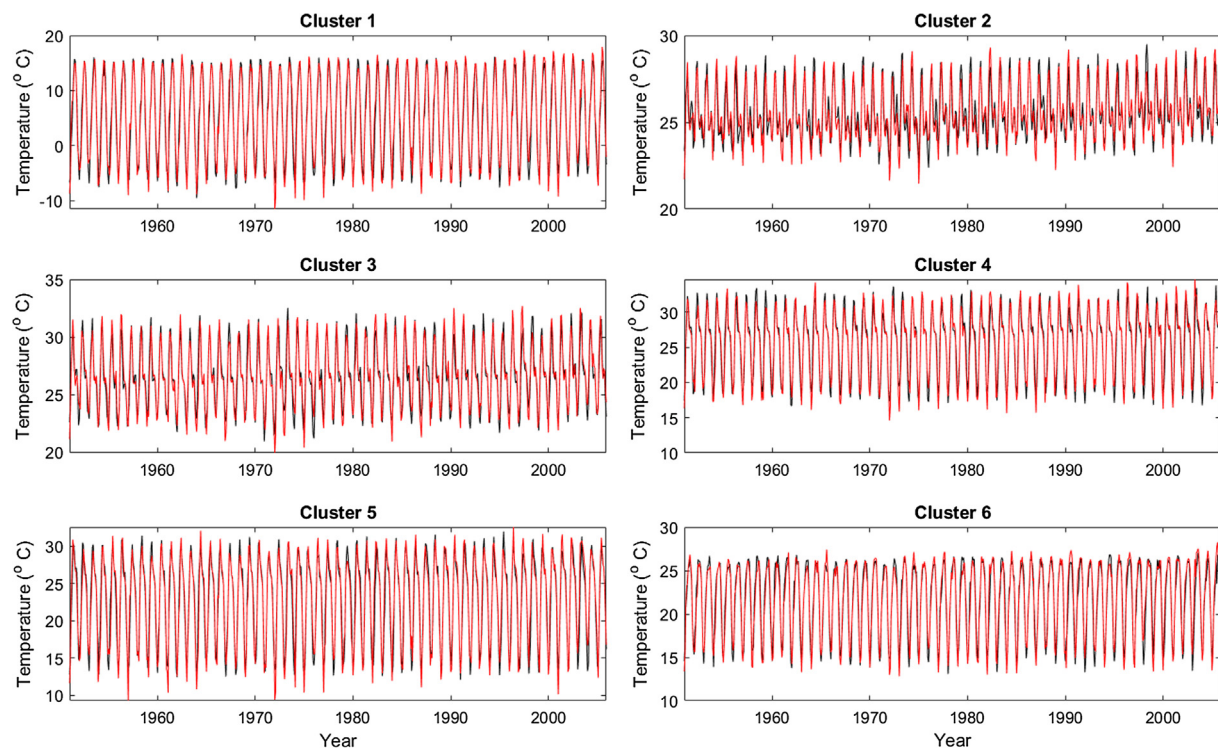 Cluster 1
Temperature (° C)
20
10
0
-10
1960 1970 1980 1990 2000
Cluster 2
Temperature (° C)
30
25
20
1960 1970 1980 1990 2000
Cluster 3
Temperature (° C)
35
30
25
20
1960 1970 1980 1990 2000
Cluster 4
Temperature (° C)
30
25
20
15
10
1960 1970 1980 1990 2000
Cluster 5
Temperature (° C)
30
25
20
15
10
1960 1970 1980 1990 2000
Year
Cluster 6
Temperature (° C)
30
25
20
15
10
1960 1970 1980 1990 2000
Year